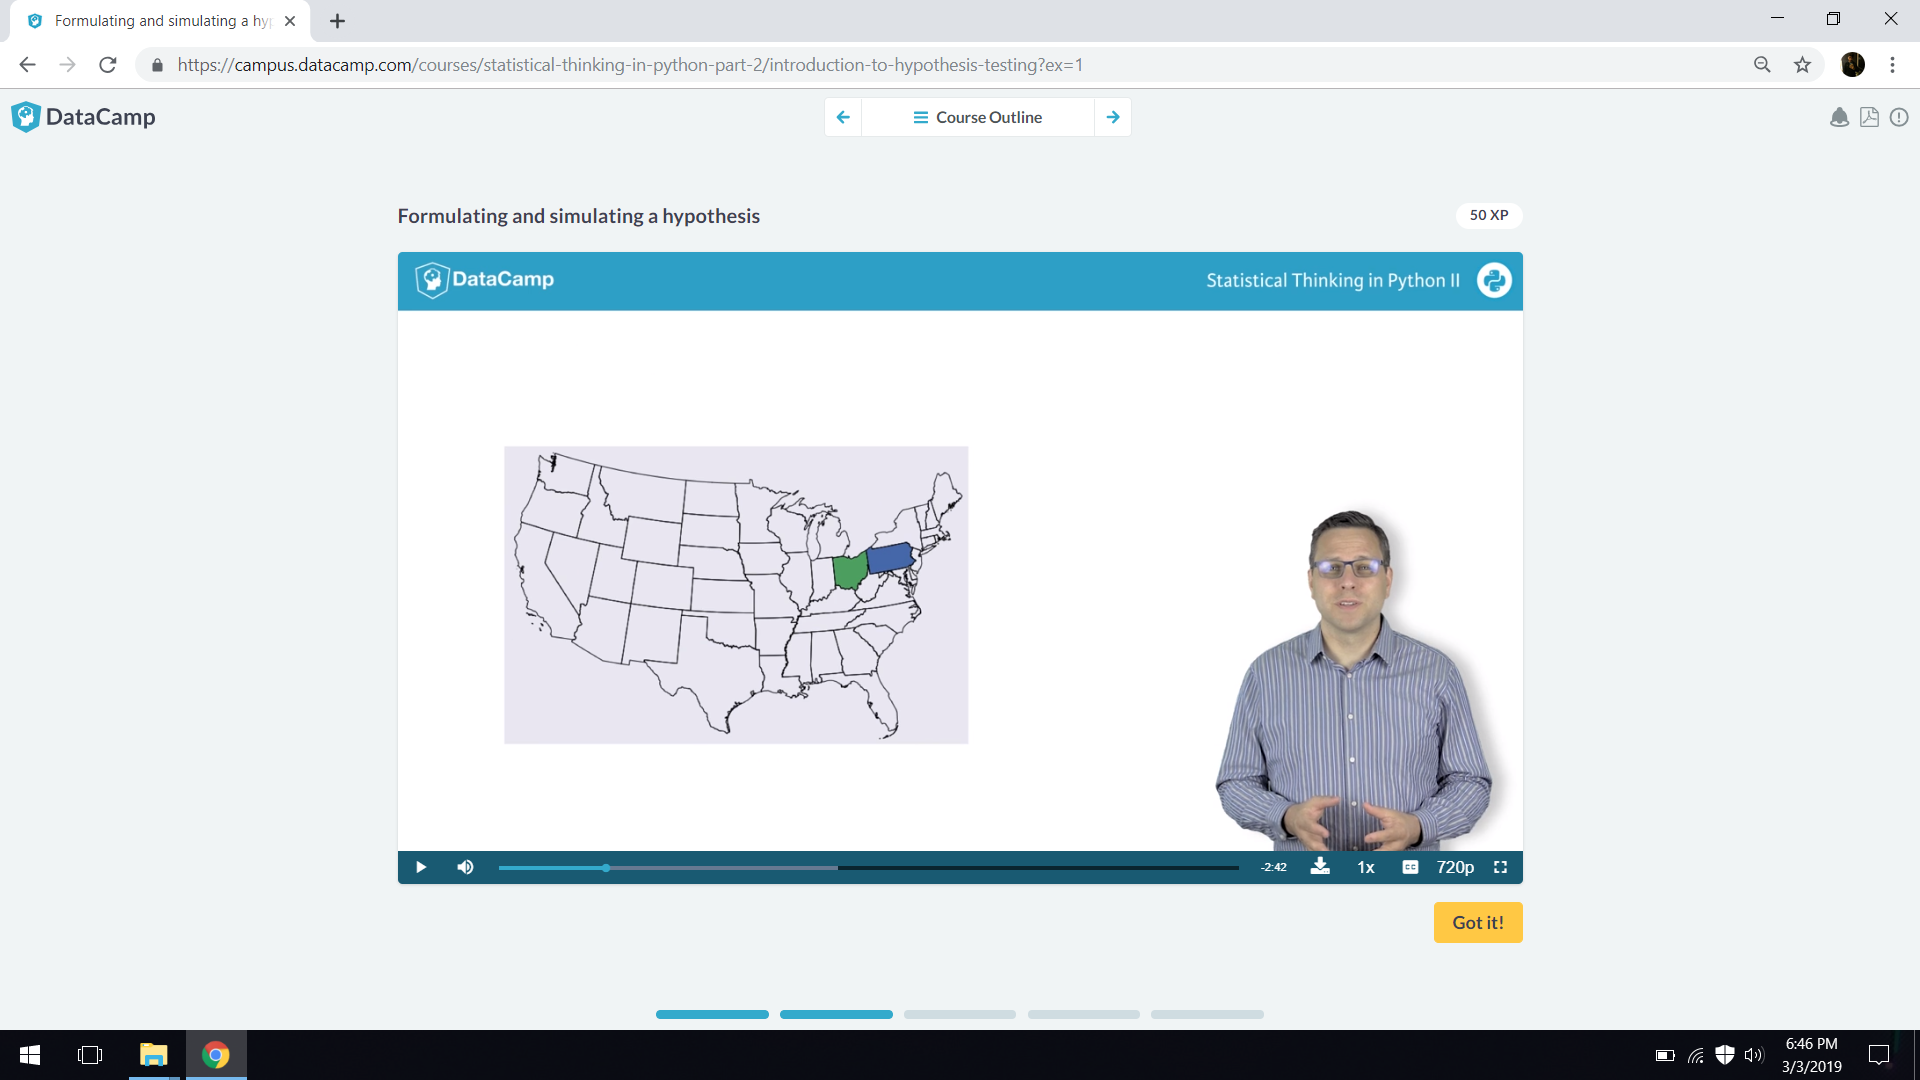 Formulating and simulating a hyp
https://campus.datacamp.com/courses/statistical-thinking-in-python-part-2/introduction-to-hypothesis-testing?ex=1
DataCamp
Course Outline
Formulating and simulating a hypothesis
50 XP
DataCamp
Statistical Thinking in Python II
-2:42
1x
CC
720p
Got it!
6:46 PM
3/3/2019